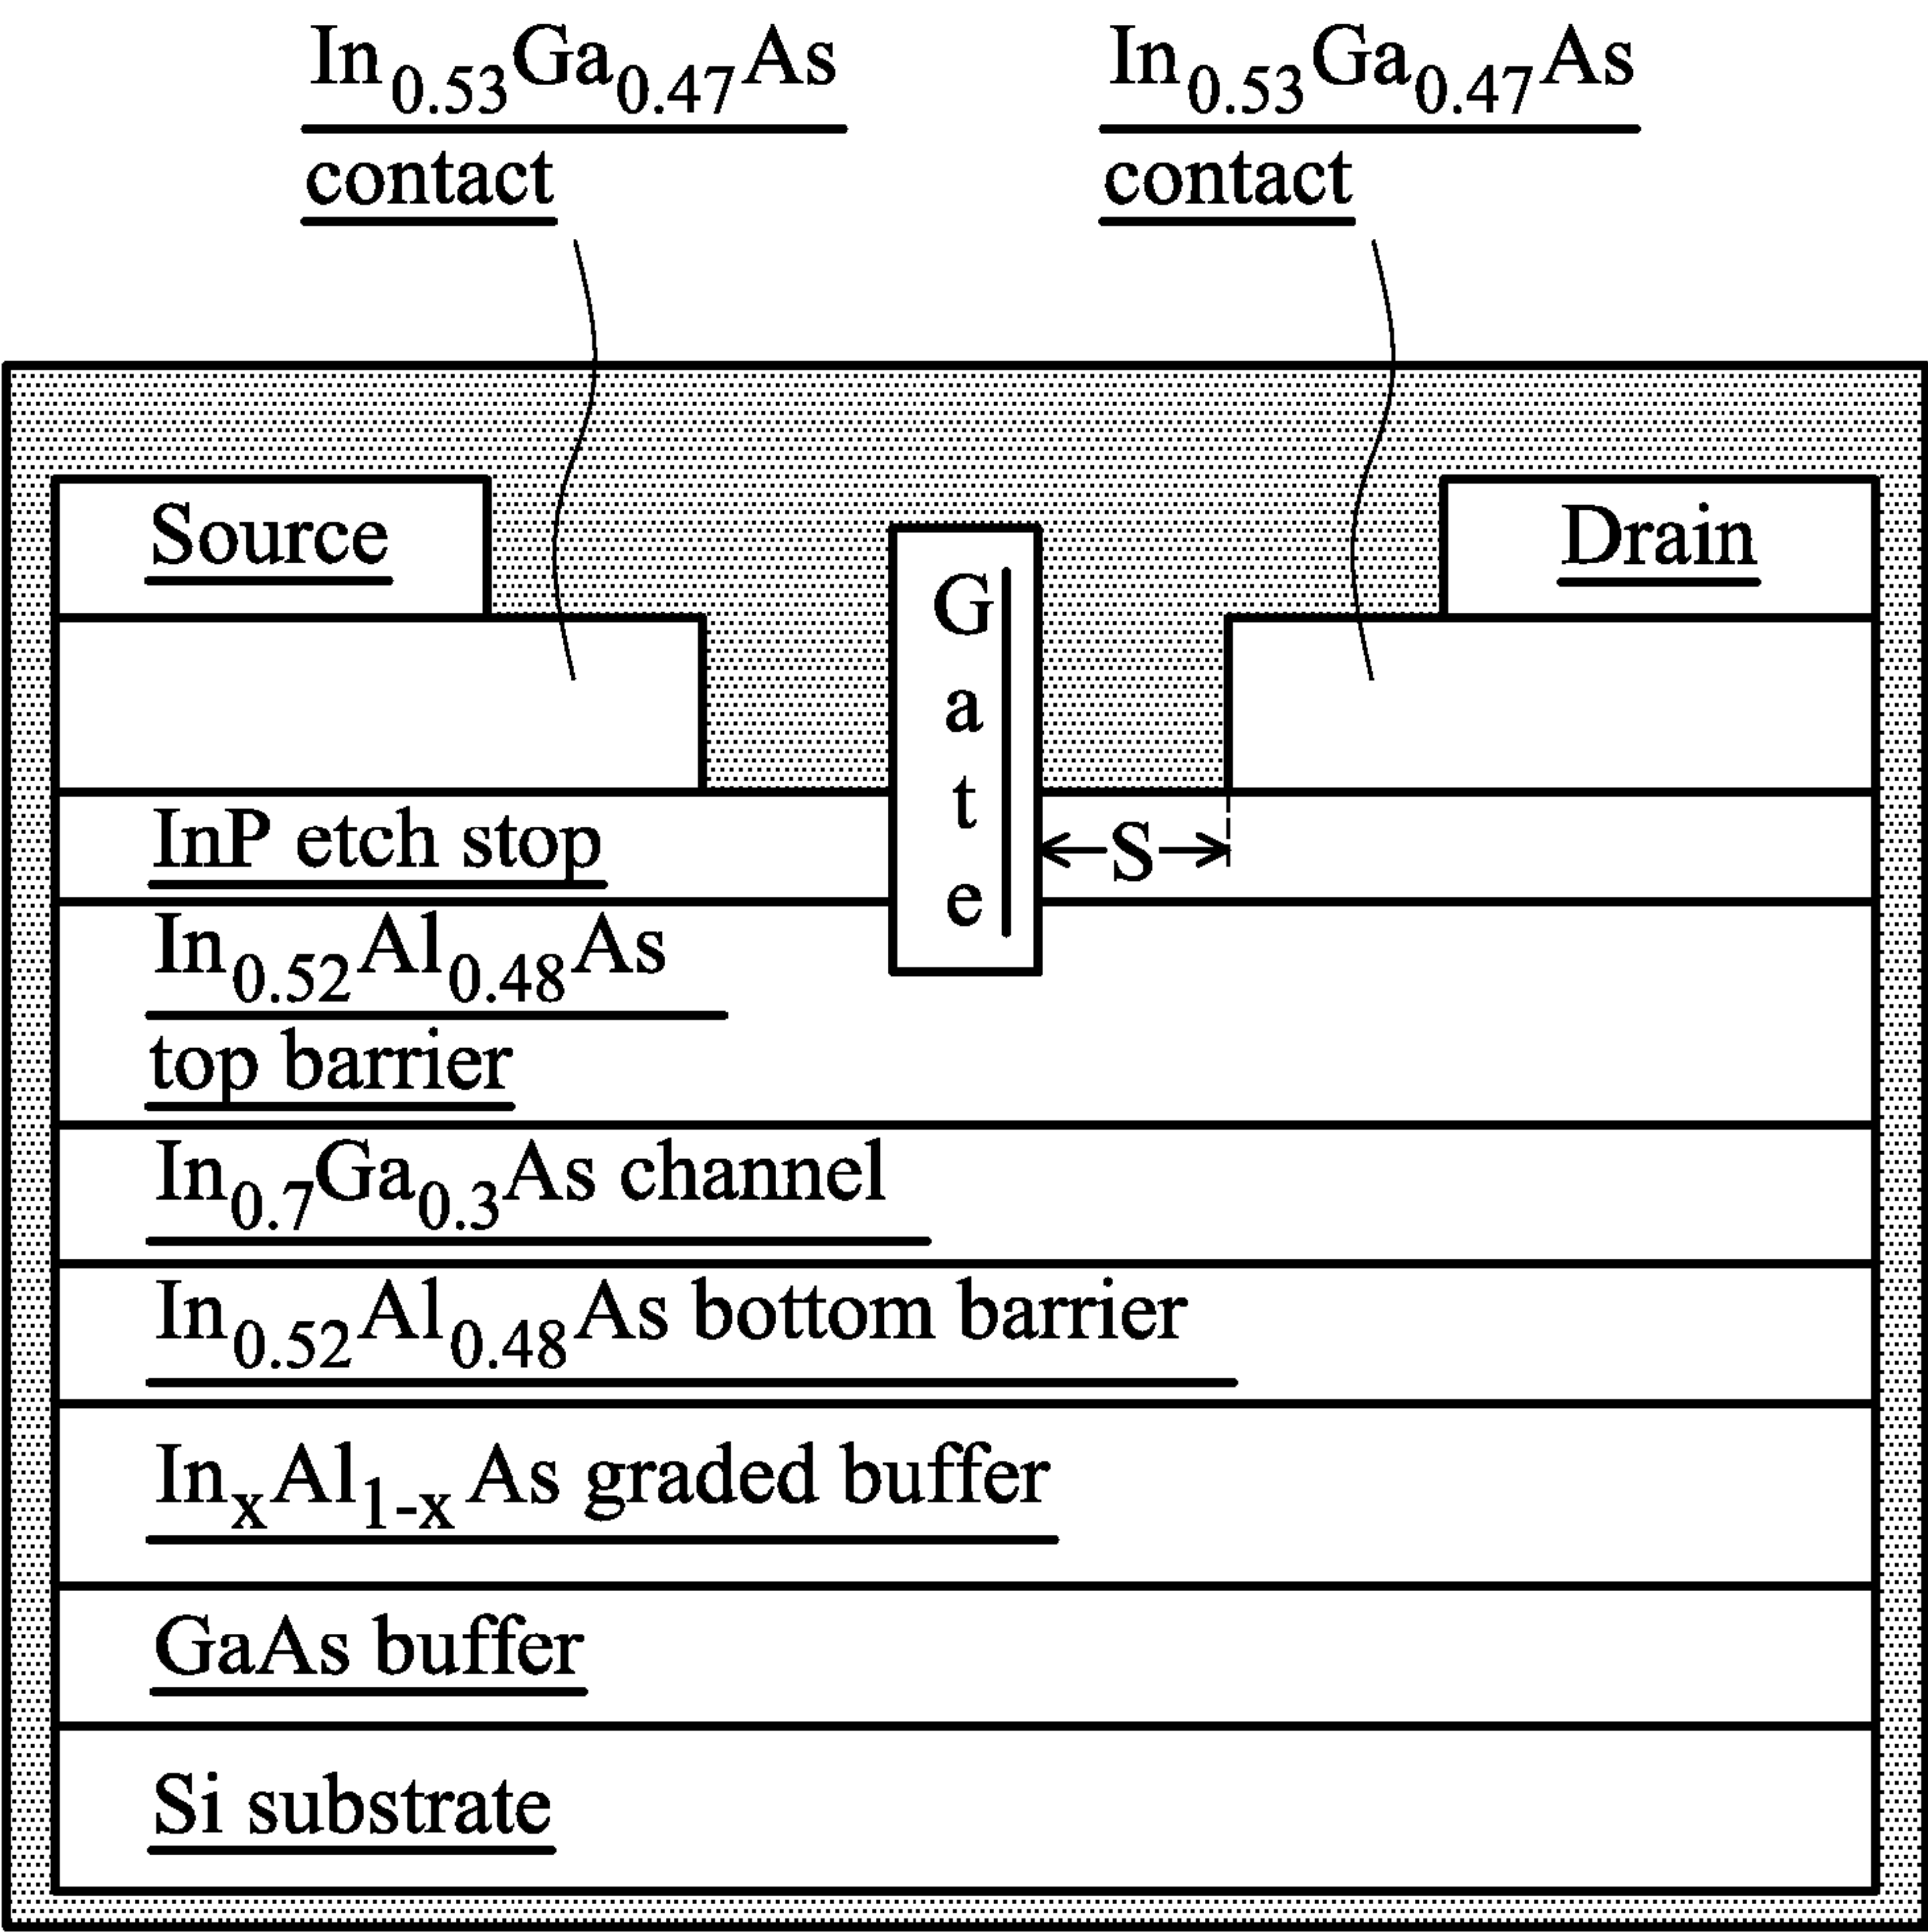 In0.53Ga0.47As
contact
In0.53Ga0.47As
contact
Source
Drain
Gate
InP etch stop
S
In0.52Al0.48As
top barrier
In0.7Ga0.3As channel
In0.52Al0.48As bottom barrier
InxAl1-xAs graded buffer
GaAs buffer
Si substrate